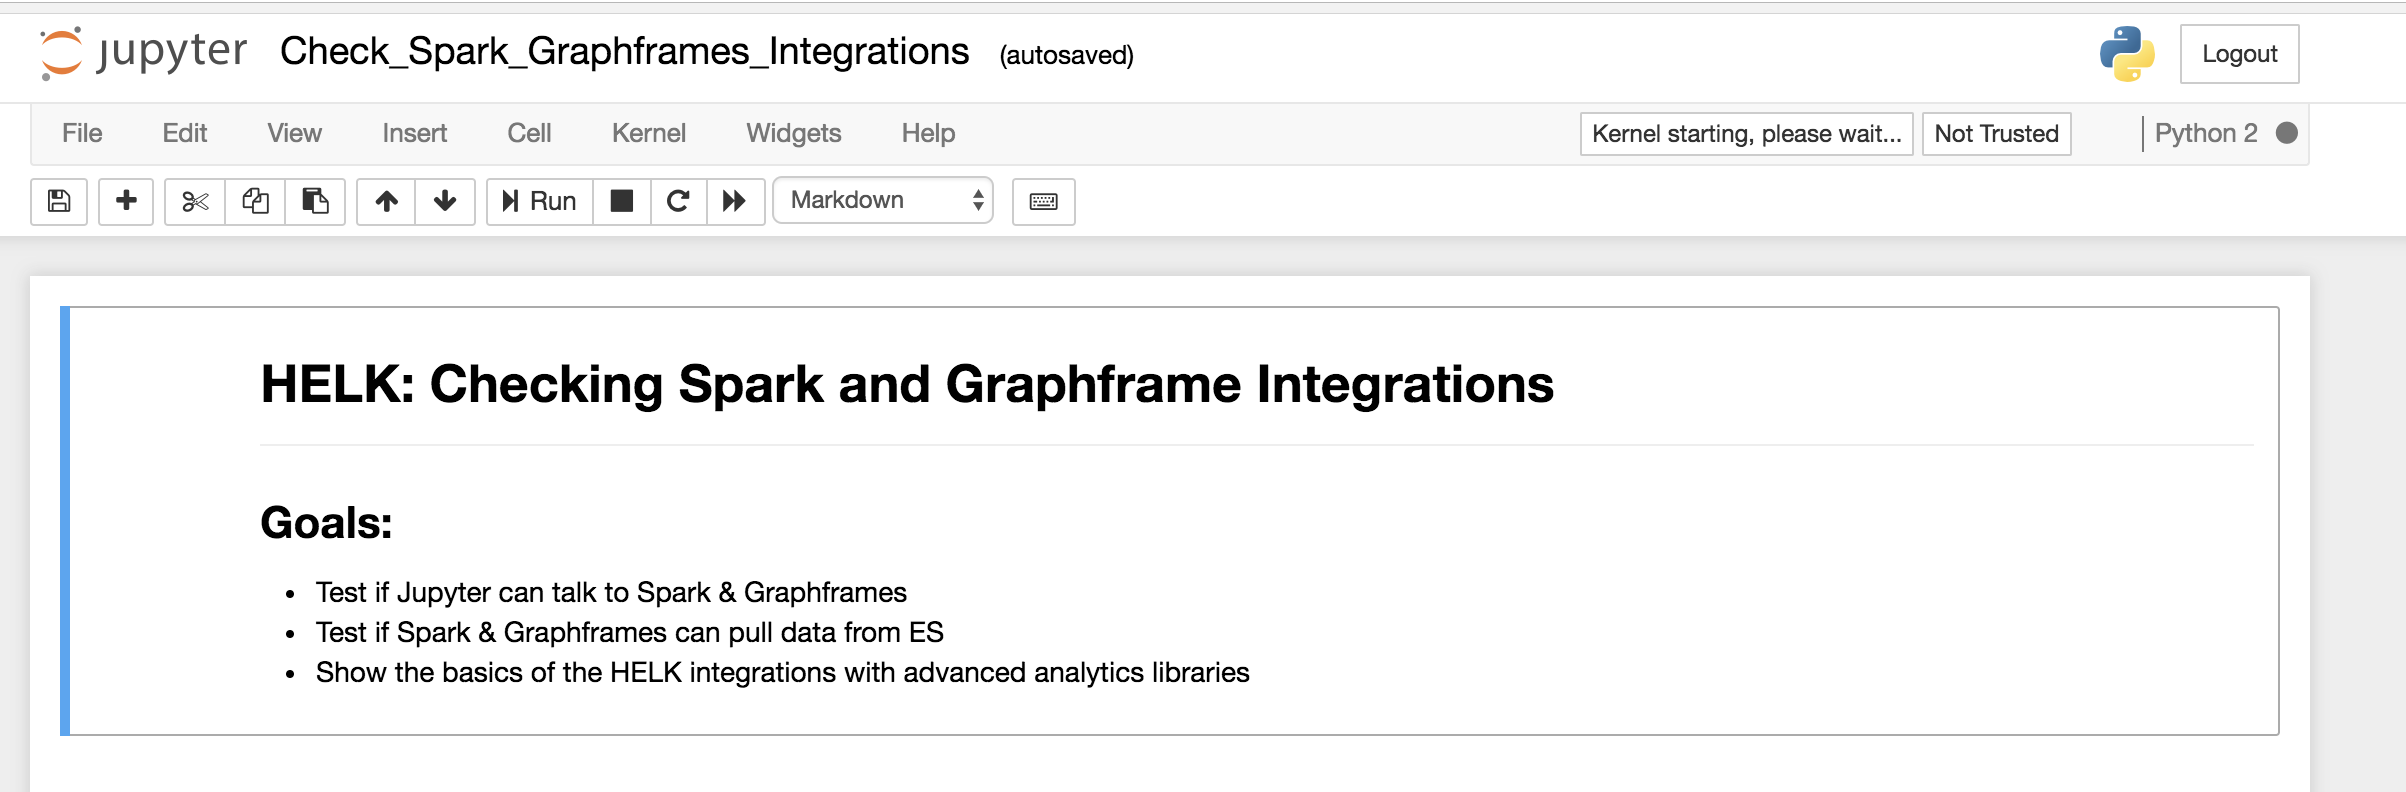 jupyter Check_Spark_Graphframes_Integrations (autosaved) Logout
File Edit View Insert Cell Kernel Widgets Help Kernel starting, please wait... Not Trusted Python 2
Run Markdown
HELK: Checking Spark and Graphframe Integrations
Goals:
• Test if Jupyter can talk to Spark & Graphframes
• Test if Spark & Graphframes can pull data from ES
• Show the basics of the HELK integrations with advanced analytics libraries